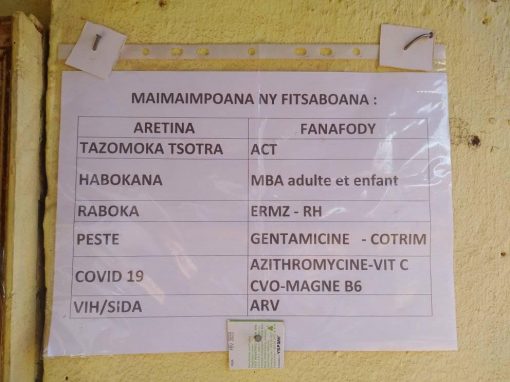 MAIMAIMPOANA NY FITSABOANA :
ARETINA FANAFODY
TAZOMOKA TSOTRA ACT
HABOKANA MBA adulte et enfant
RABOKA ERMZ - RH
PESTE GENTAMICINE - COTRIM
COVID 19 AZITHROMYCINE-VIT C
CVO-MAGNE B6
VIH/SIDA ARV